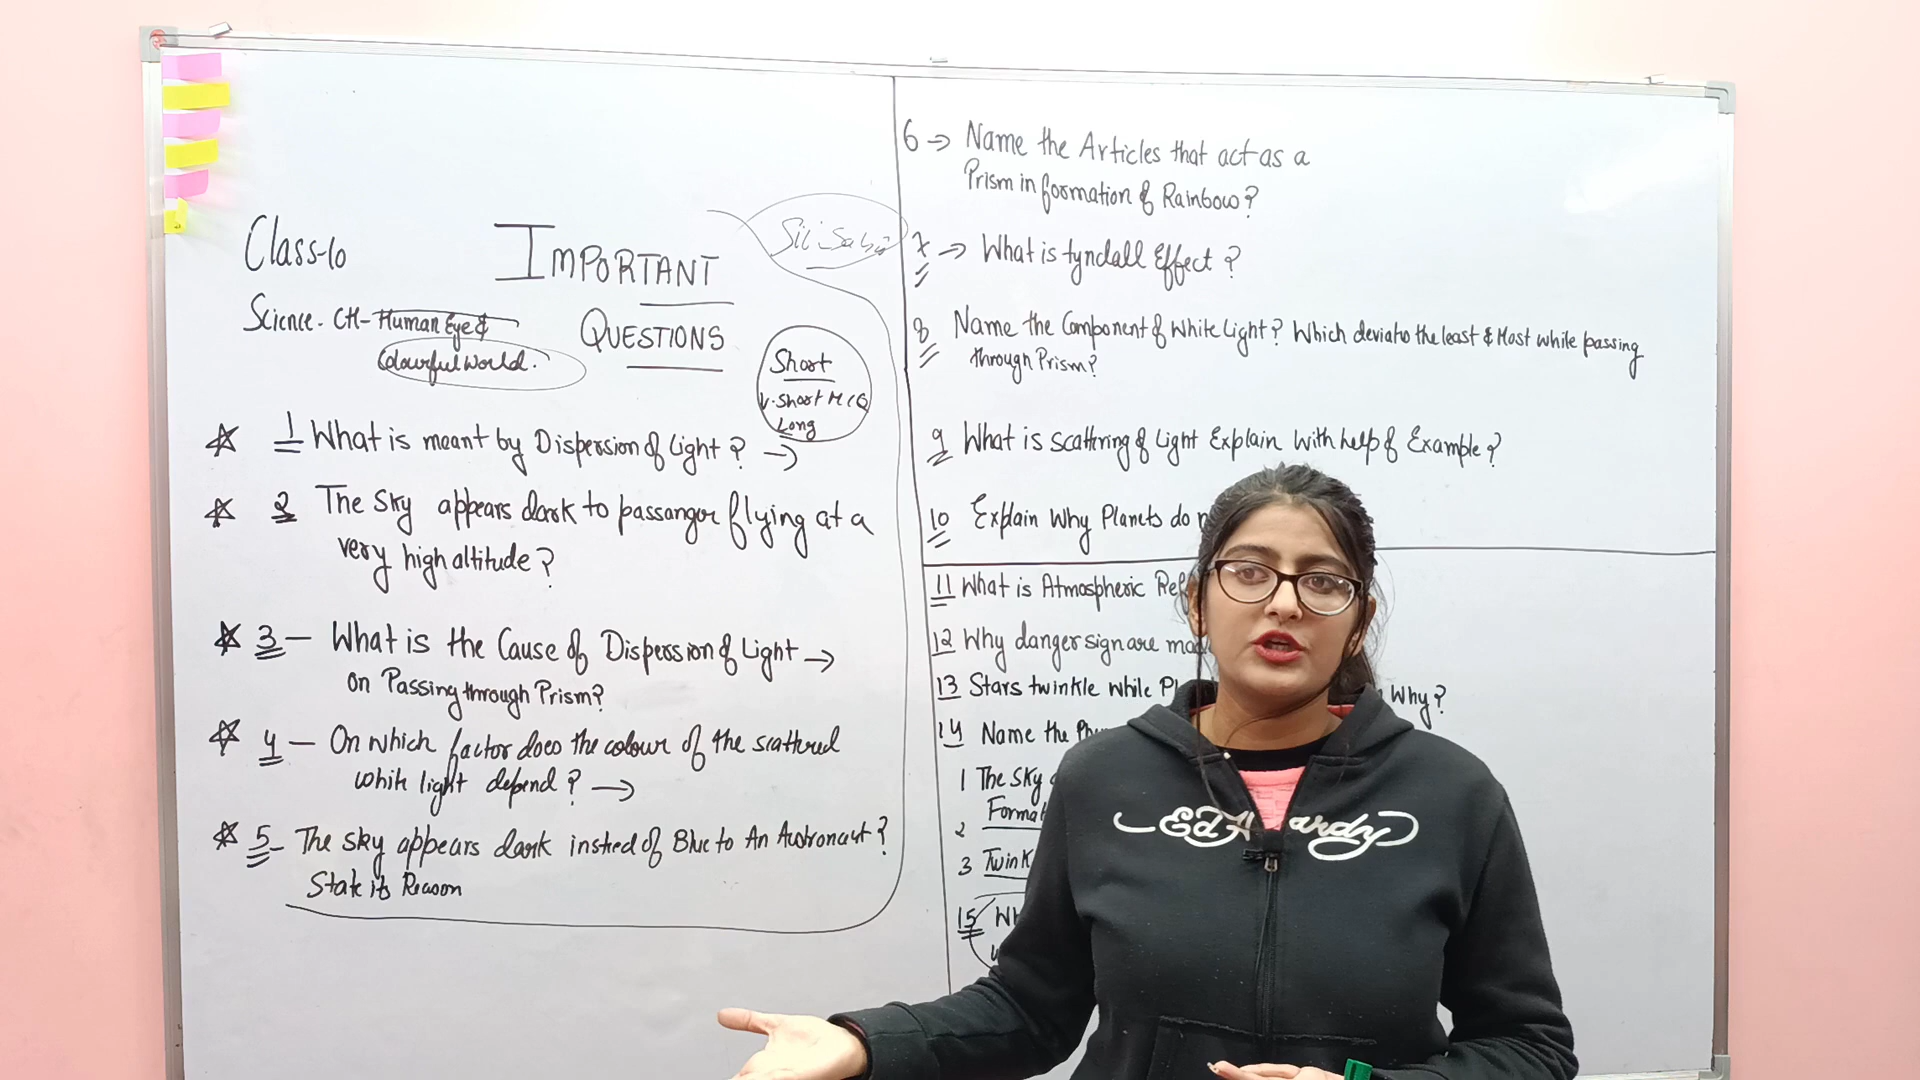 Class-10
IMPORTANT
Science - CH- Human Eye &
QUESTIONS
Colourful World.
Short
V.Short MCQ
Long
1 What is meant by Dispersion of Light? →
2 The Sky appears dark to passanger flying at a
very high altitude?
3 — What is the Cause of Dispersion of Light →
on Passing through Prism?
4 — On which factor does the colour of the scattered
white light depend? →
5- The sky appears dark instead of Blue to An Austronaut?
State its Reason
6 → Name the Articles that act as a
Prism in formation of Rainbow?
7 → What is tyndall Effect?
8 Name the Component of White Light? Which deviates the least & Most while passing
through Prism?
9 What is scattring of Light Explain with help of Example?
10 Explain Why Planets do
11 What is Atmospheric Ref
12 Why danger sign are
13 Stars twinkle while Pl Why?
14 Name the
1 The Sky
Format
2
3 Twink
15 Wh
Ed Hardy